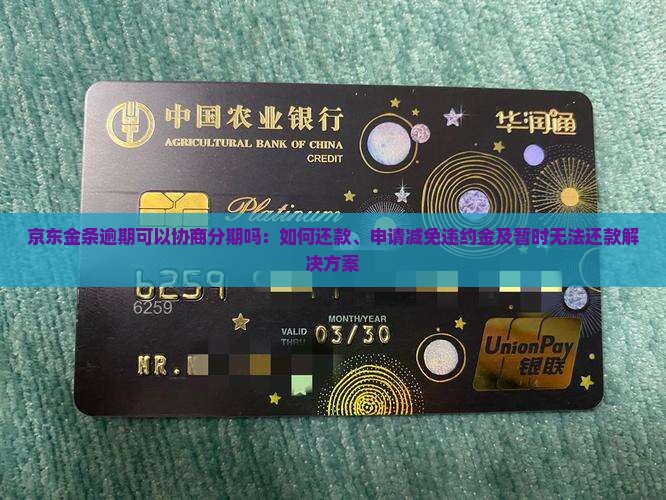 中国农业银行
AGRICULTURAL BANK OF CHINA
CREDIT
华润通
Platinum
京东金条逾期可以协商分期吗：如何还款、申请减免违约金及暂时无法还款解
决方案
6259
6259
MONTH/YEAR
VALID
THRU
03/30
MR.
UnionPay
银联